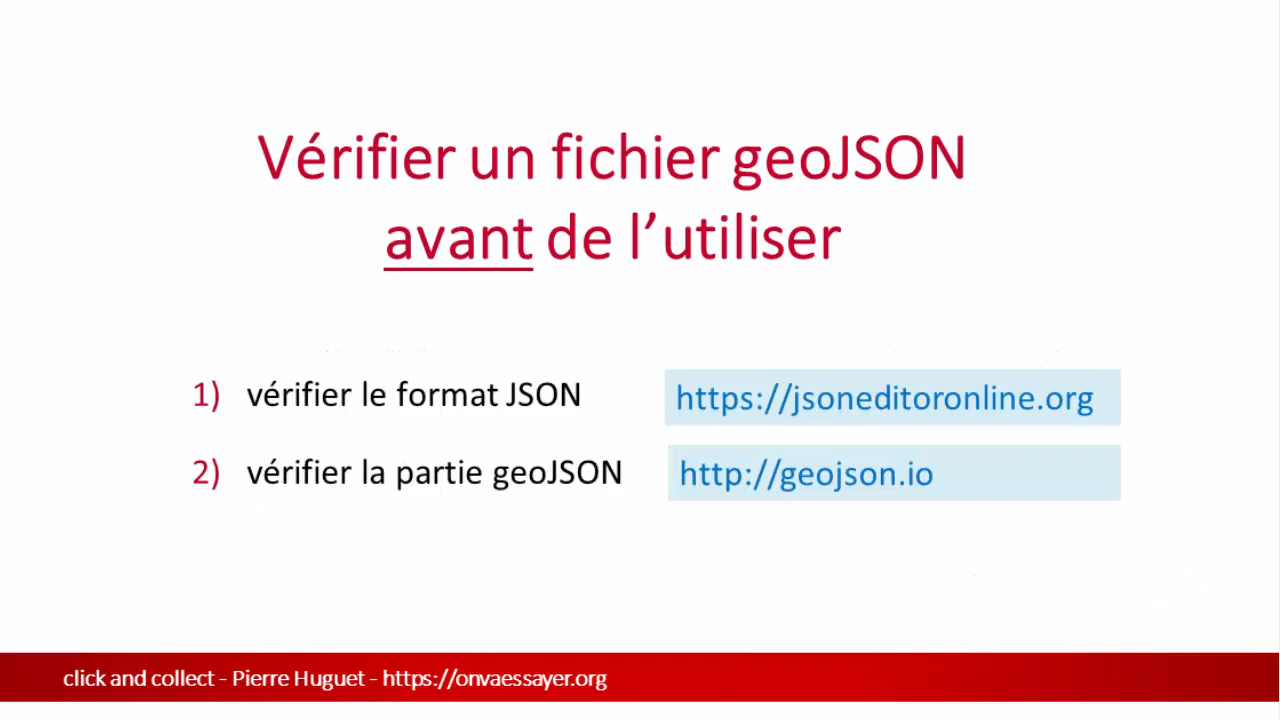 Vérifier un fichier geoJSON
avant de l’utiliser
1) vérifier le format JSON https://jsoneditoronline.org
2) vérifier la partie geoJSON http://geojson.io
click and collect - Pierre Huguet - https://onvaessayer.org